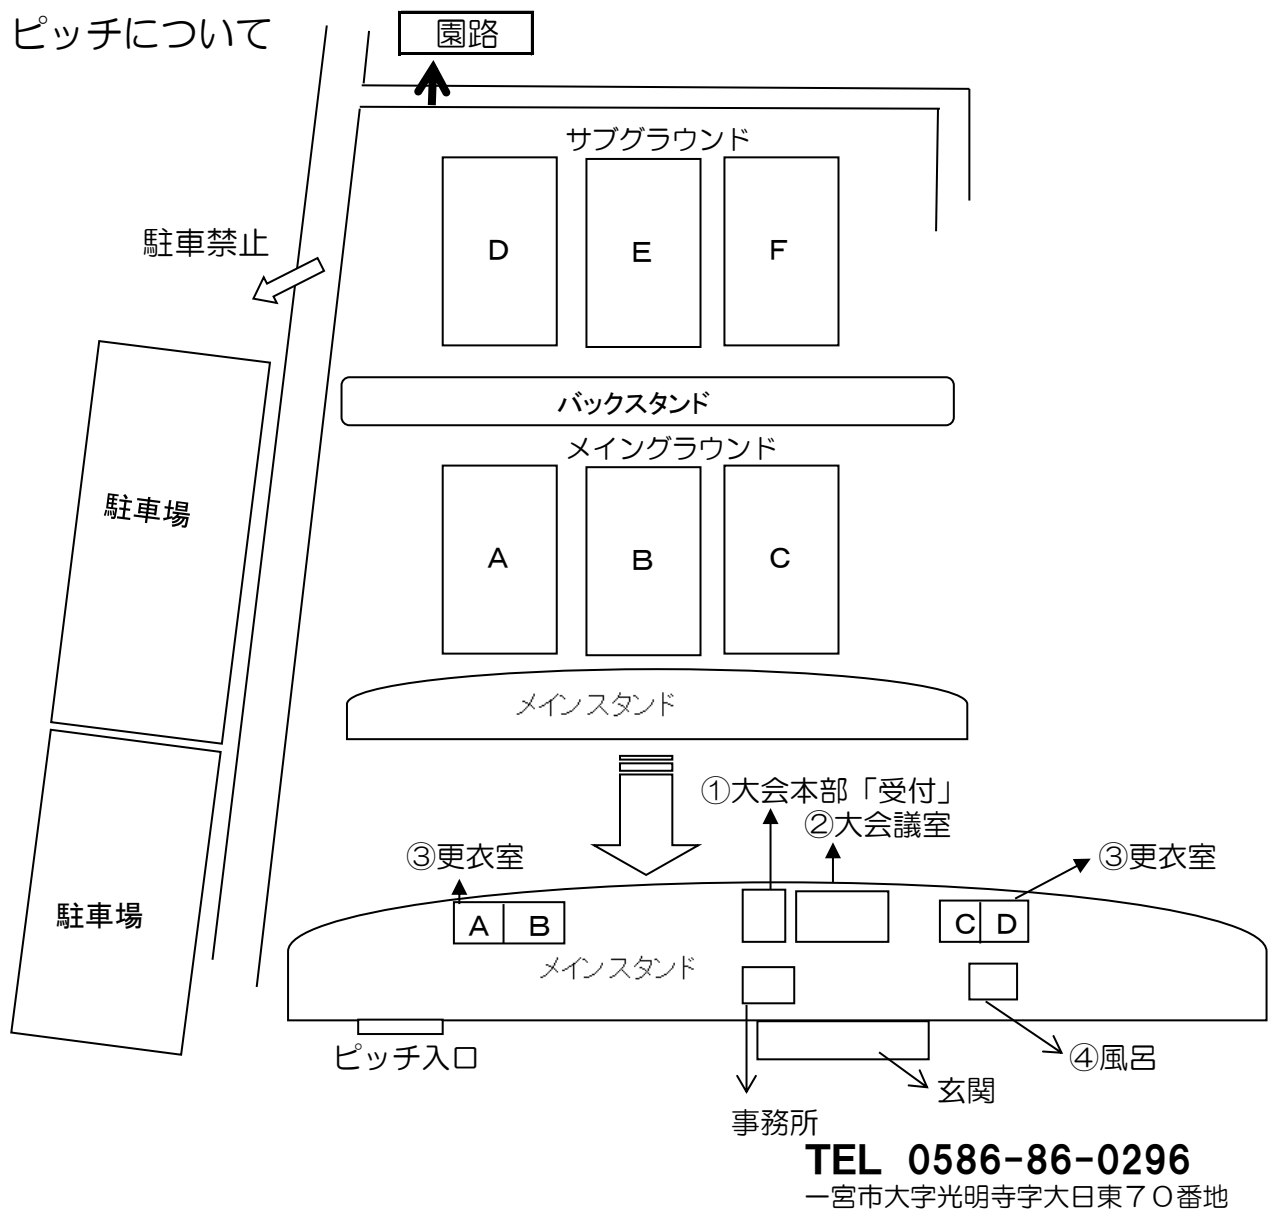 ピッチについて
園路
サブグラウンド
D
E
F
駐車禁止
バックスタンド
メイングラウンド
駐車場
A
B
C
メインスタンド
①大会本部「受付」
②大会議室
③更衣室
③更衣室
駐車場
A
B
C
D
メインスタンド
ピッチ入口
④風呂
玄関
事務所
TEL 0586-86-0296
一宮市大字光明寺字大日東７０番地